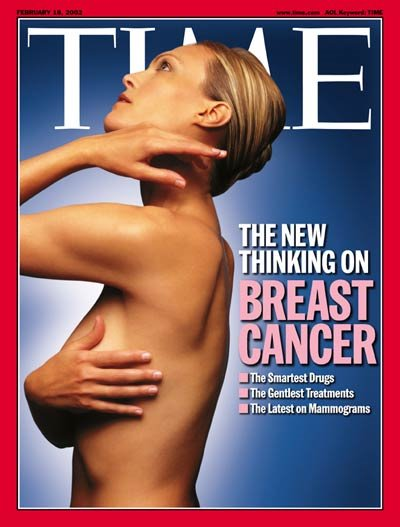 FEBRUARY 18, 2002
www.time.com AOL Keyword: TIME
TIME
THE NEW
THINKING ON
BREAST
CANCER
The Smartest Drugs
The Gentlest Treatments
The Latest on Mammograms